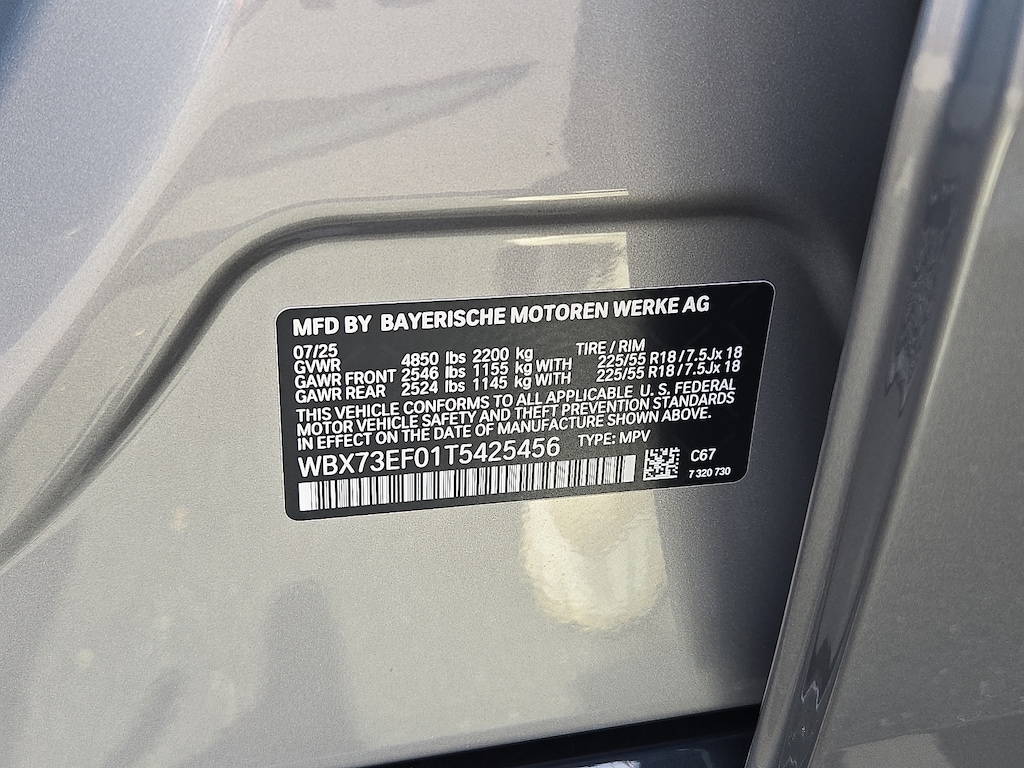 MFD BY BAYERISCHE MOTOREN WERKE AG
07/25 TIRE / RIM
GVWR 4850 lbs 2200 kg
GAWR FRONT 2546 lbs 1155 kg WITH 225/55 R18 / 7.5Jx 18
GAWR REAR 2524 lbs 1145 kg WITH 225/55 R18 / 7.5Jx 18
THIS VEHICLE CONFORMS TO ALL APPLICABLE U. S. FEDERAL
MOTOR VEHICLE SAFETY AND THEFT PREVENTION STANDARDS
IN EFFECT ON THE DATE OF MANUFACTURE SHOWN ABOVE.
WBX73EF01T5425456 TYPE: MPV
C67
7 320 730